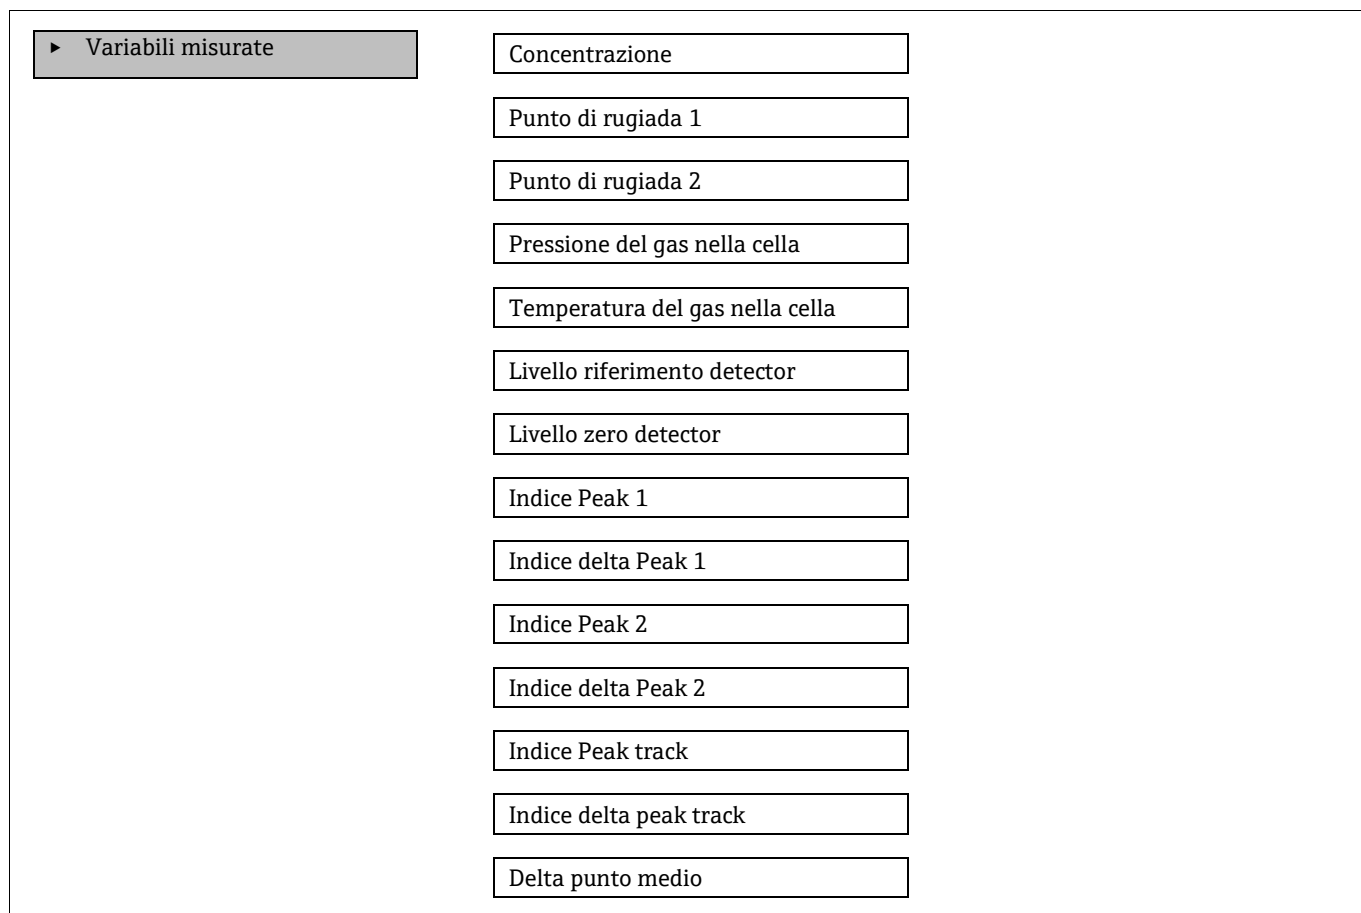 ▸ Variabili misurate
Concentrazione
Punto di rugiada 1
Punto di rugiada 2
Pressione del gas nella cella
Temperatura del gas nella cella
Livello riferimento detector
Livello zero detector
Indice Peak 1
Indice delta Peak 1
Indice Peak 2
Indice delta Peak 2
Indice Peak track
Indice delta peak track
Delta punto medio